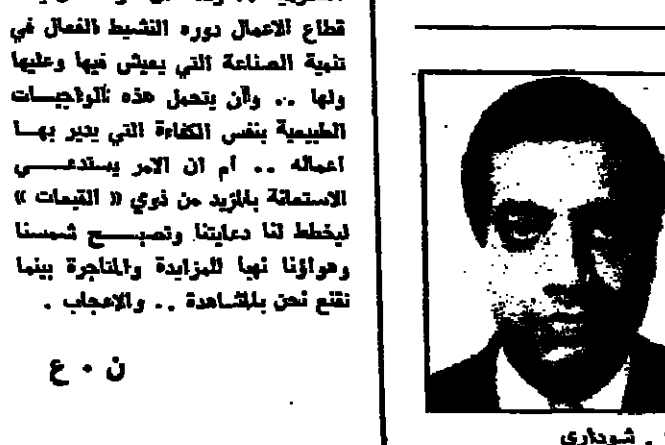 قطاع الاعمال دوره النشيط الفعال في
تنمية الصناعة التي يعيش فيها وعليها
ولها .. وأن يتحمل هذه الواجبات
الطبيعية بنفس الكفاءة التي يدير بها
أعماله .. أم ان الامر يستدعي
الاستعانة بالمزيد من ذوي « القبعات »
ليخطط لنا دعايتنا وتصبح شمسنا
وهواؤنا نهبا للمزايدة والمتاجرة بينما
نقنع نحن بالمشاهدة .. والاعجاب .
ن . ع
. شوداري